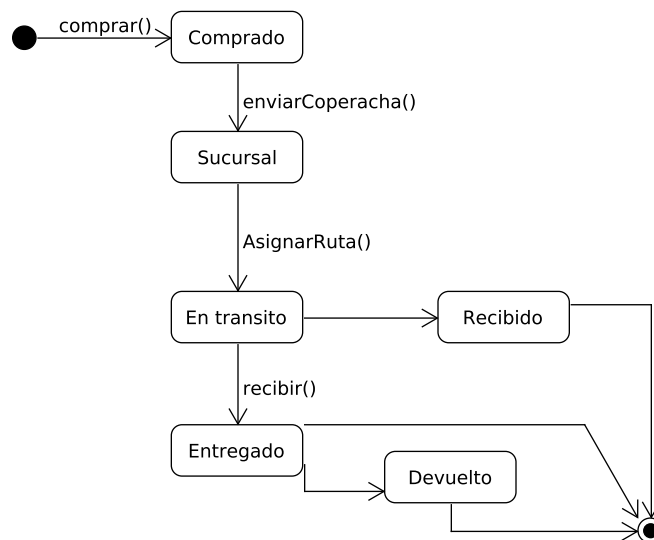 comprar()
Comprado
enviarCoperacha()
Sucursal
AsignarRuta()
En transito
Recibido
recibir()
Entregado
Devuelto